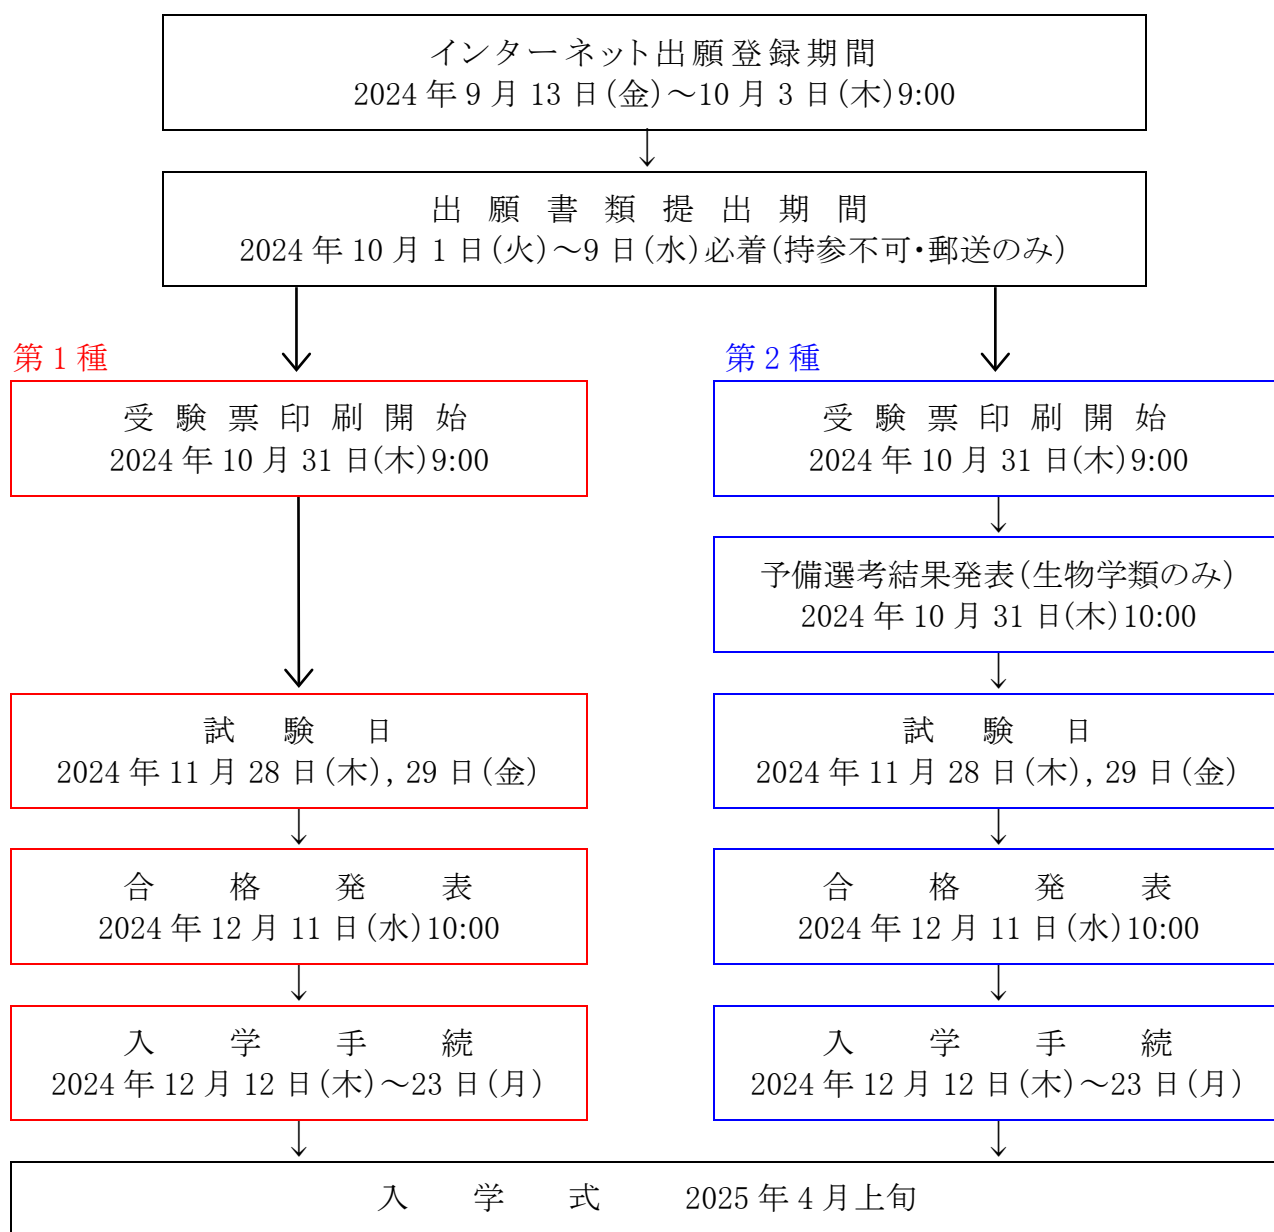 インターネット出願登録期間
2024年9月13日(金)～10月3日(木)9:00
出願書類提出期間
2024年10月1日(火)～9日(水)必着(持参不可・郵送のみ)
第1種
受験票印刷開始
2024年10月31日(木)9:00
試験日
2024年11月28日(木),29日(金)
合格発表
2024年12月11日(水)10:00
入学手続
2024年12月12日(木)～23日(月)
第2種
受験票印刷開始
2024年10月31日(木)9:00
予備選考結果発表(生物学類のみ)
2024年10月31日(木)10:00
試験日
2024年11月28日(木),29日(金)
合格発表
2024年12月11日(水)10:00
入学手続
2024年12月12日(木)～23日(月)
入学式 2025年4月上旬